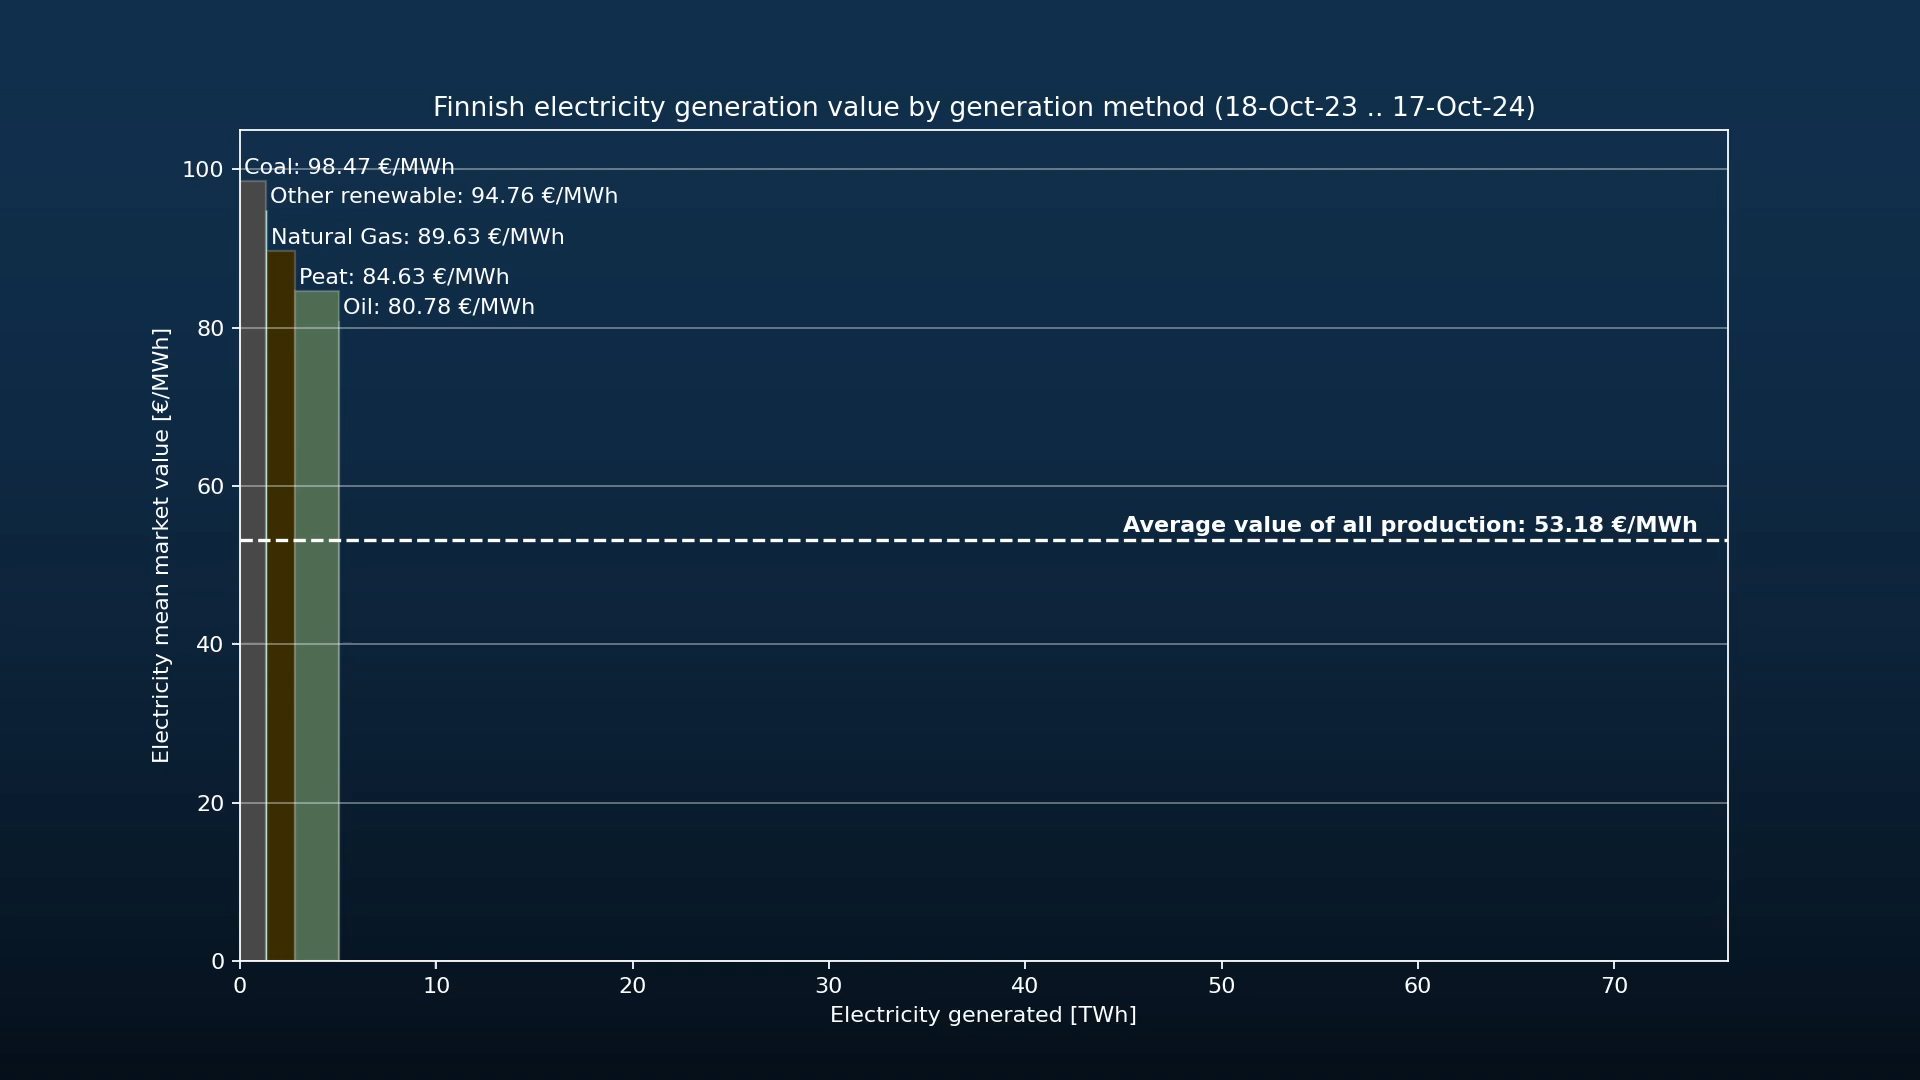 Finnish electricity generation value by generation method (18-Oct-23 .. 17-Oct-24)
100
Coal: 98.47 €/MWh
Other renewable: 94.76 €/MWh
Natural Gas: 89.63 €/MWh
Peat: 84.63 €/MWh
Oil: 80.78 €/MWh
80
60
Average value of all production: 53.18 €/MWh
40
20
0
Electricity mean market value [€/MWh]
0 10 20 30 40 50 60 70
Electricity generated [TWh]